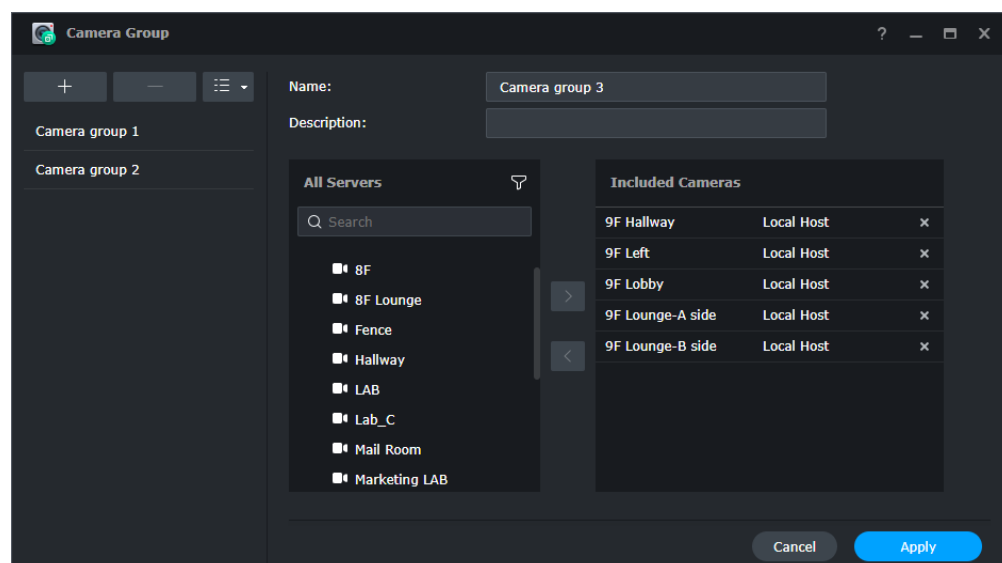 Camera Group
?
Camera group 1
Camera group 2
Name:
Camera group 3
Description:
All Servers
Search
8F
8F Lounge
Fence
Hallway
LAB
Lab_C
Mail Room
Marketing LAB
Included Cameras
9F Hallway Local Host
9F Left Local Host
9F Lobby Local Host
9F Lounge-A side Local Host
9F Lounge-B side Local Host
Cancel
Apply